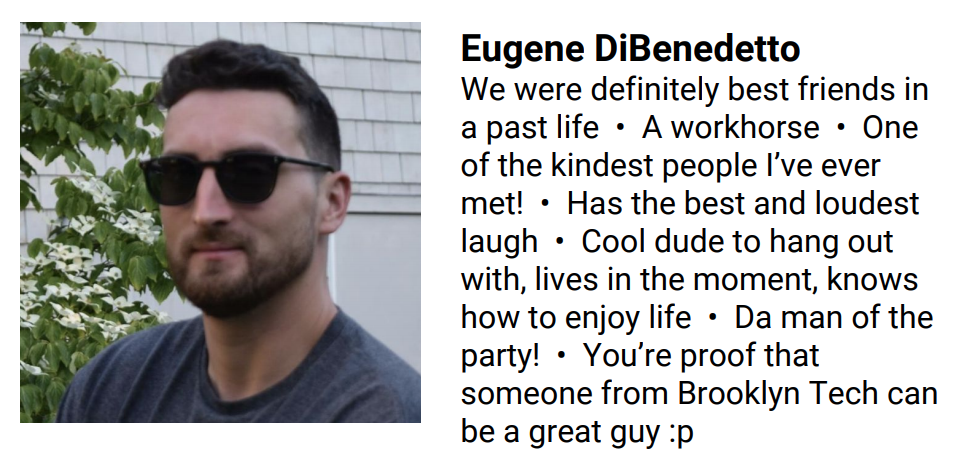 Eugene DiBenedetto
We were definitely best friends in
a past life • A workhorse • One
of the kindest people I’ve ever
met! • Has the best and loudest
laugh • Cool dude to hang out
with, lives in the moment, knows
how to enjoy life • Da man of the
party! • You’re proof that
someone from Brooklyn Tech can
be a great guy :p